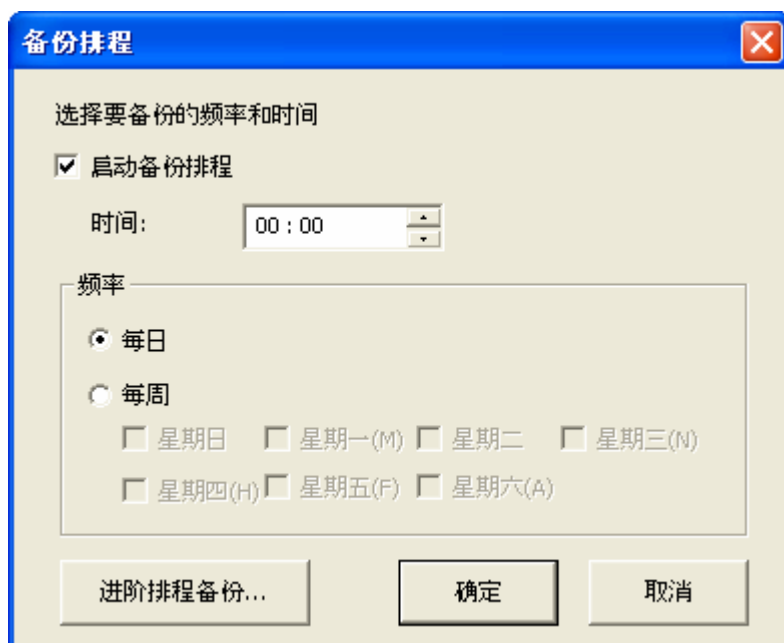 备份排程
选择要备份的频率和时间
启动备份排程
时间: 00 : 00
频率
每日
每周
星期日 星期一(M) 星期二 星期三(N)
星期四(H) 星期五(F) 星期六(A)
进阶排程备份... 确定 取消